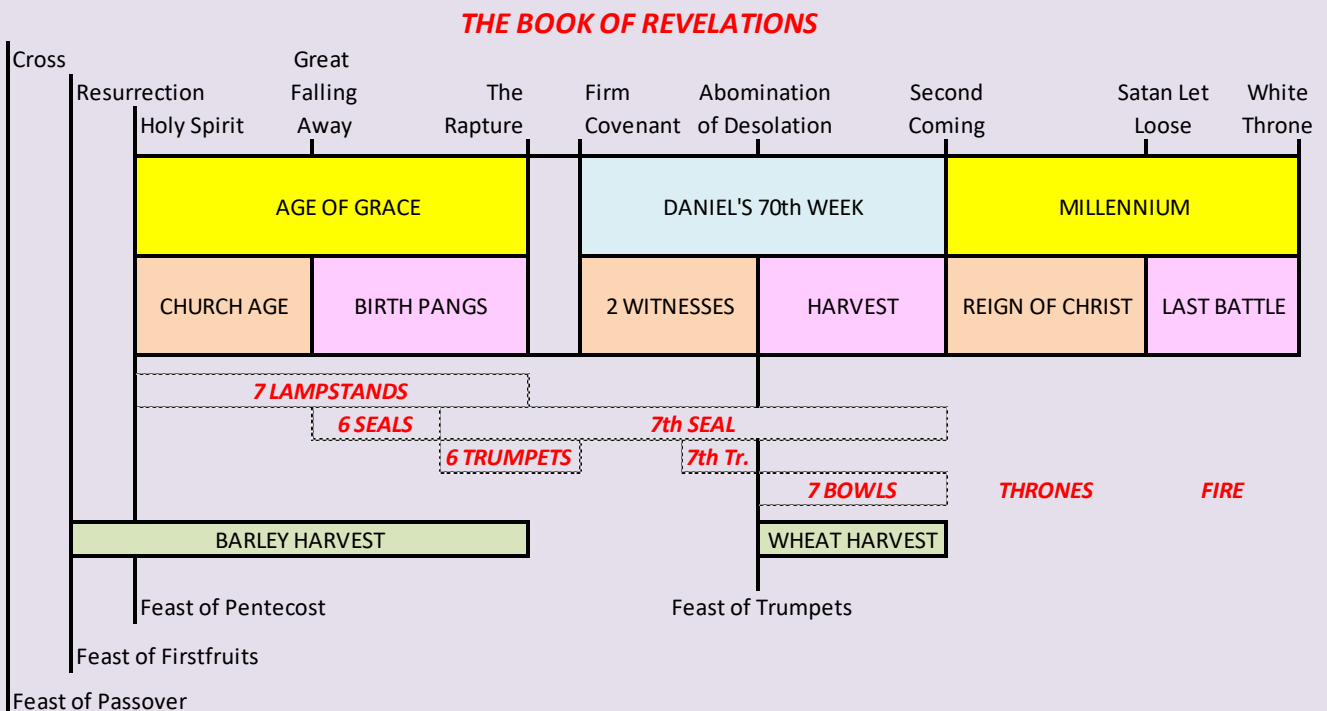 THE BOOK OF REVELATIONS
Cross
Great
Resurrection Falling The Firm Abomination Second Satan Let White
Holy Spirit Away Rapture Covenant of Desolation Coming Loose Throne
AGE OF GRACE DANIEL'S 70th WEEK MILLENNIUM
CHURCH AGE BIRTH PANGS 2 WITNESSES HARVEST REIGN OF CHRIST LAST BATTLE
7 LAMPSTANDS
6 SEALS 7th SEAL
6 TRUMPETS 7th Tr.
7 BOWLS THRONES FIRE
BARLEY HARVEST WHEAT HARVEST
Feast of Pentecost Feast of Trumpets
Feast of Firstfruits
Feast of Passover